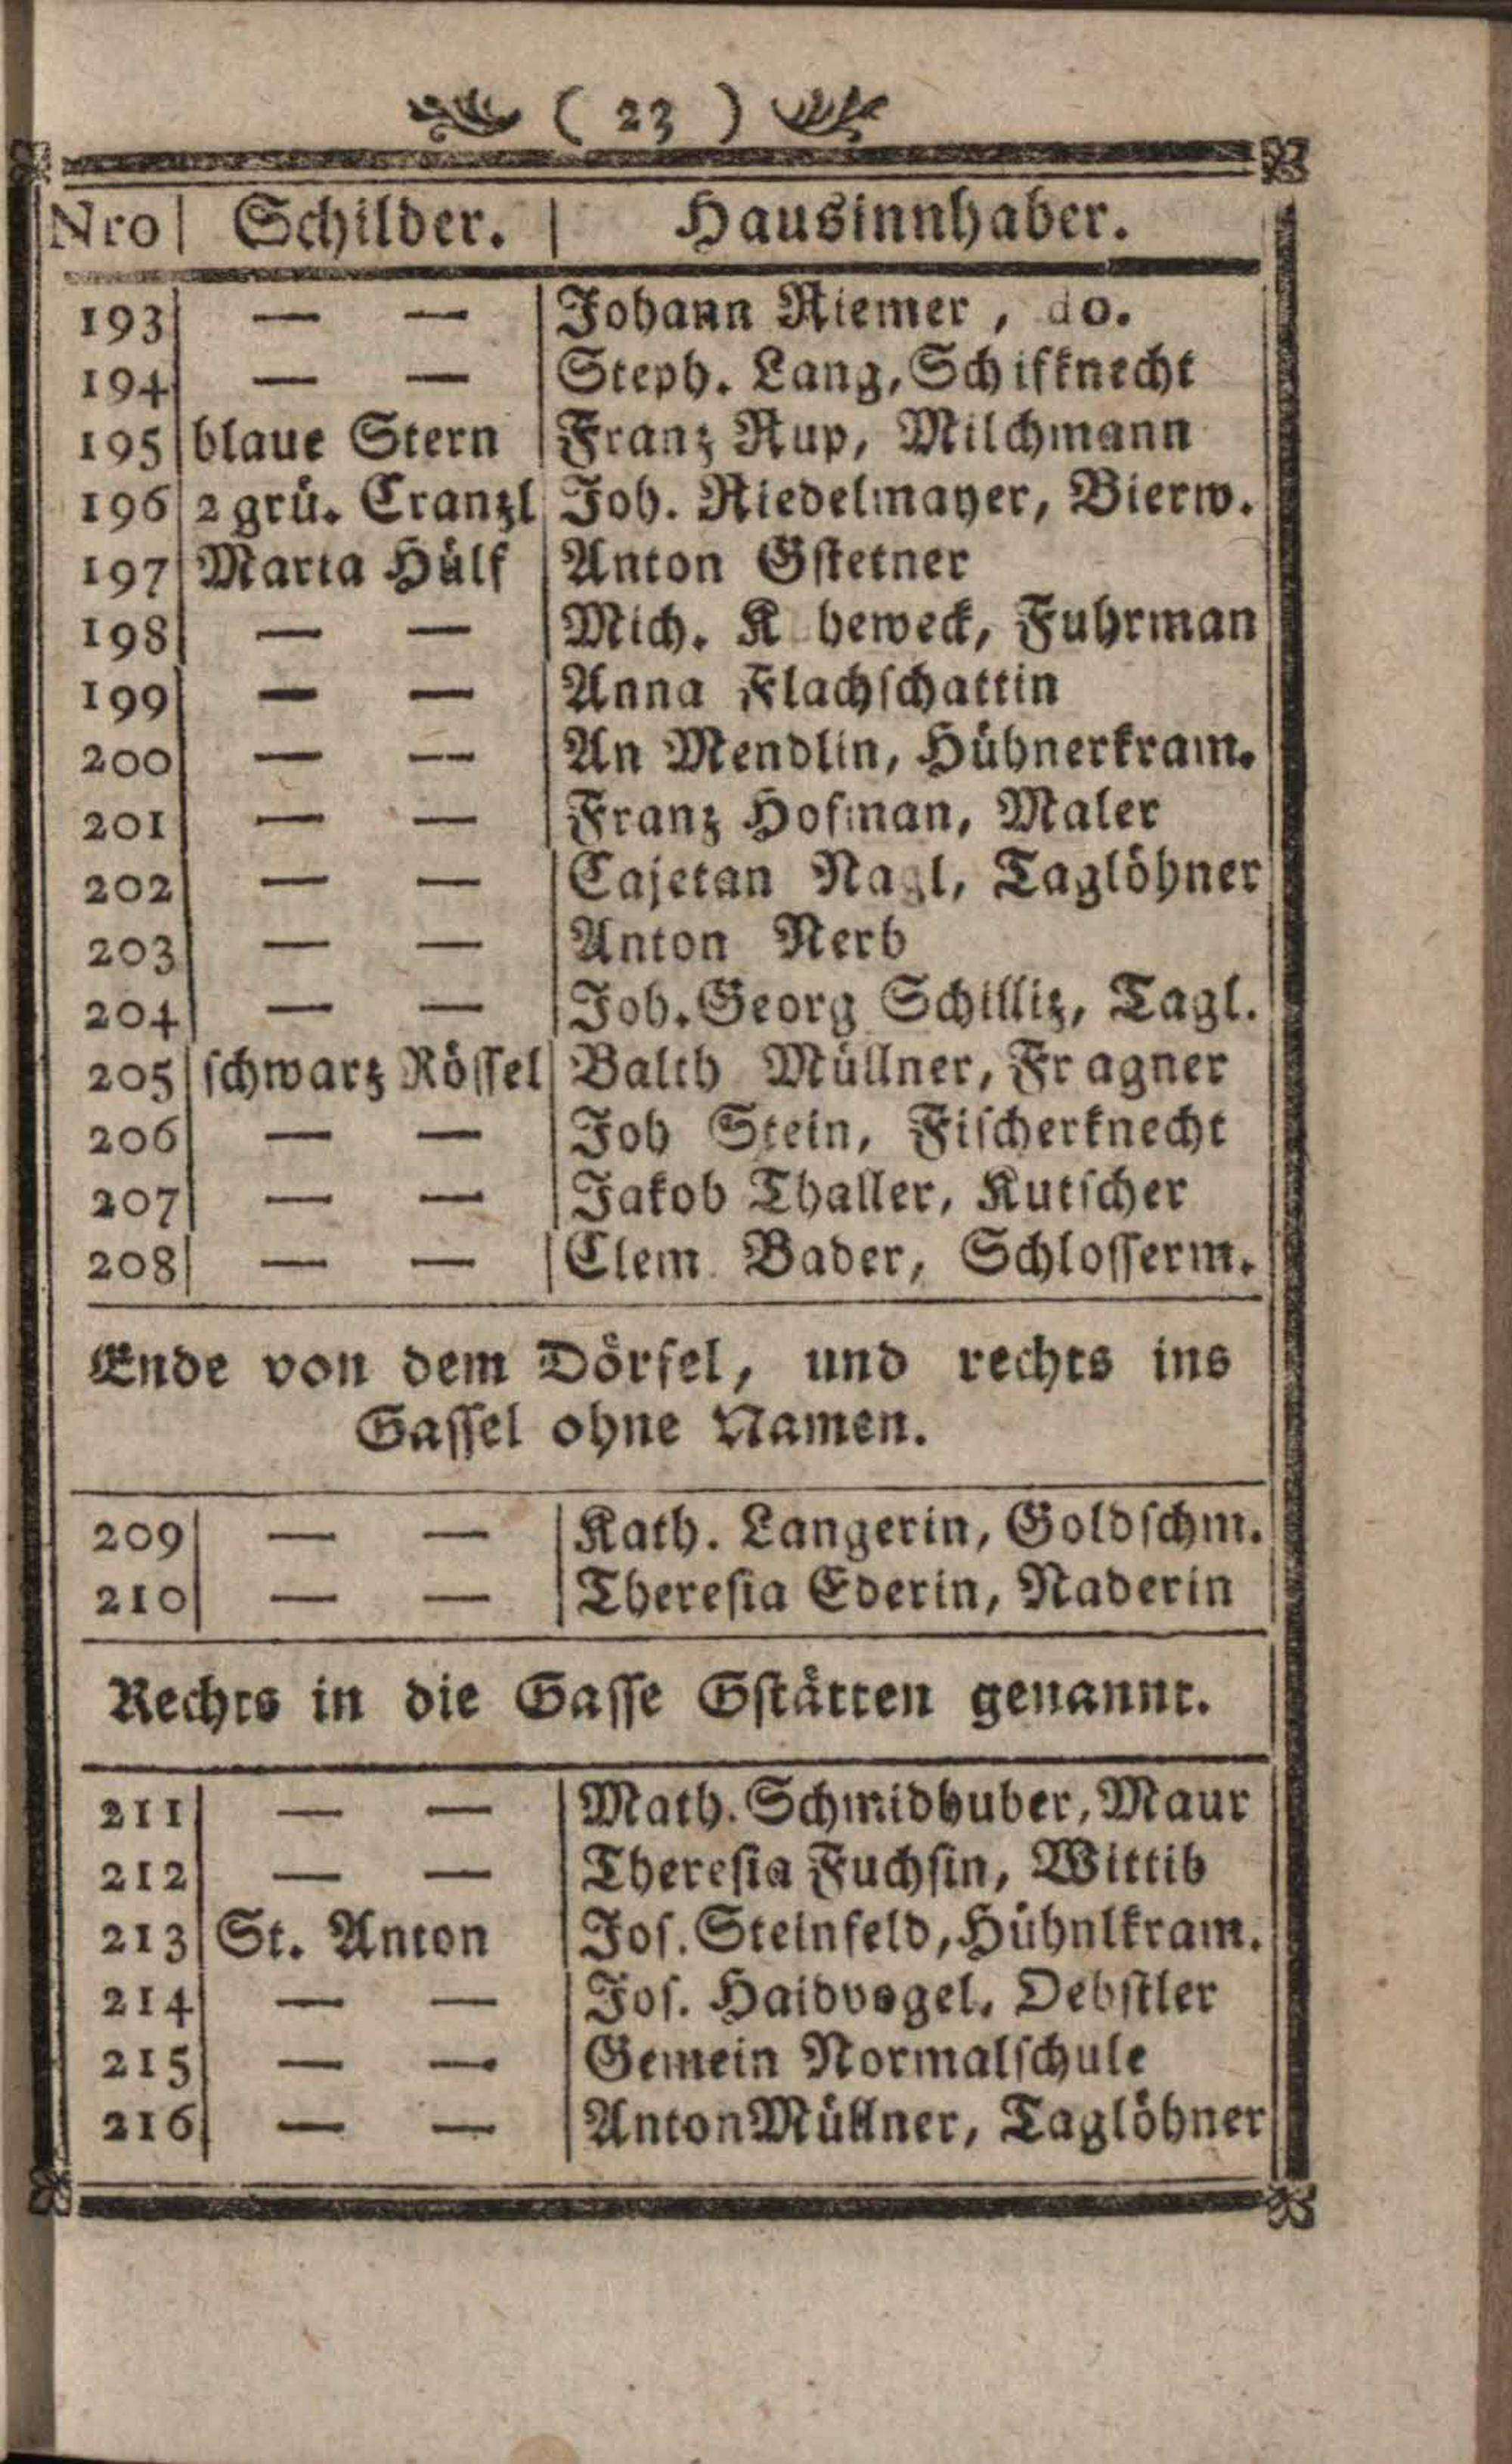 ( 23 )
Nro | Schilder. | Hausinnhaber.
193 — — Johann Riemer, do.
194 — — Steph. Lang, Schifknecht
195 blaue Stern Franz Rup, Milchmann
196 2 grü. Cranzl Joh. Riedelmayer, Bierw.
197 Maria Hülf Anton Gstetner
198 — — Mich. beweck, Fuhrman
199 — — Anna Flachschattin
200 — — An Mendlin, Hühnerkram.
201 — — Franz Hofman, Maler
202 — — Cajetan Nagl, Taglöhner
203 — — Anton Nerb
204 — — Joh. Georg Schilliz, Tagl.
205 schwarz Rössel Balth Müllner, Fragner
206 — — Joh Stein, Fischerknecht
207 — — Jakob Thaller, Kutscher
208 — — Clem Bader, Schlosserm.
Ende von dem Dörfel, und rechts ins
Gassel ohne Namen.
209 — — Kath. Langerin, Goldschm.
210 — — Theresia Ederin, Naderin
Rechts in die Gasse Gstätten genannt.
211 — — Math. Schmidhuber, Maur
212 — — Theresia Fuchsin, Wittib
213 St. Anton Jos. Steinfeld, Hühnlkram.
214 — — Jos. Haidvogel, Oebstler
215 — — Gemein Normalschule
216 — — Anton Müllner, Taglöhner